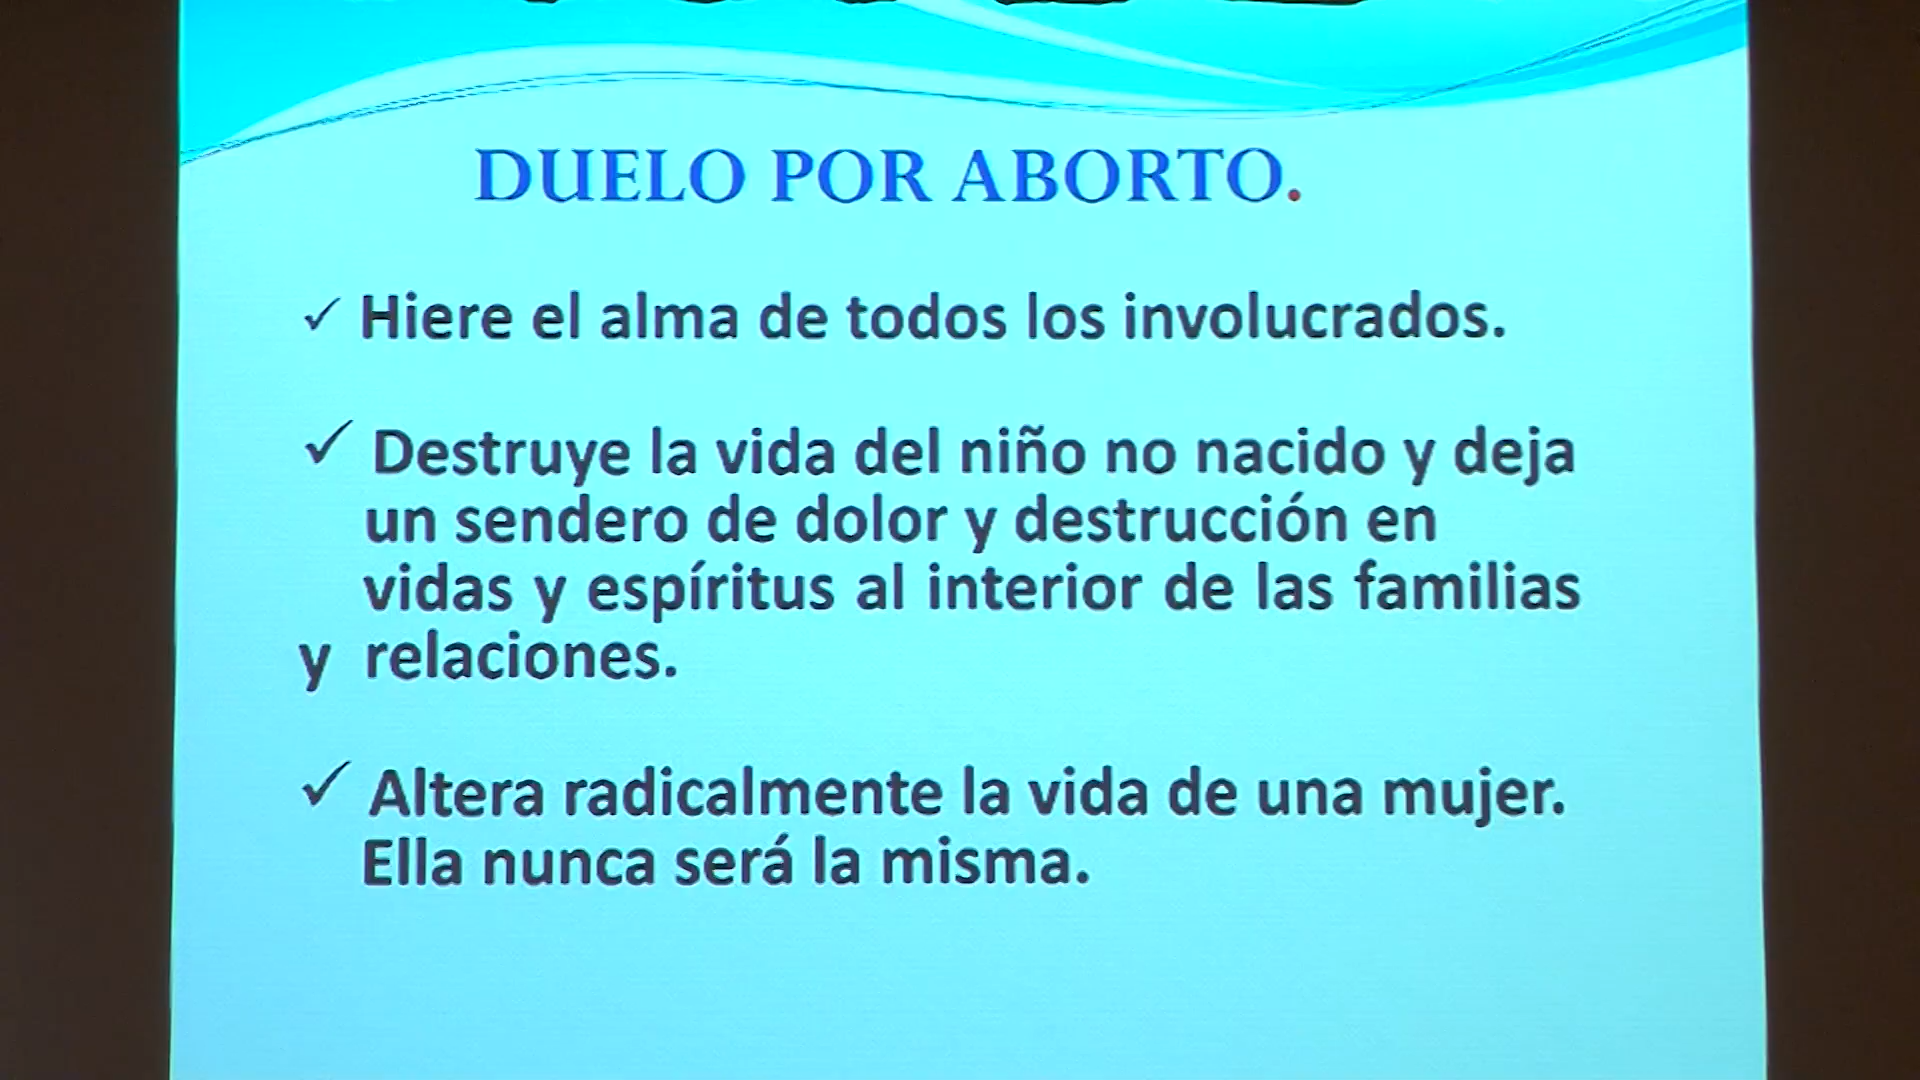 DUELO POR ABORTO.
✓ Hiere el alma de todos los involucrados.
✓ Destruye la vida del niño no nacido y deja
un sendero de dolor y destrucción en
vidas y espíritus al interior de las familias
y relaciones.
✓ Altera radicalmente la vida de una mujer.
Ella nunca será la misma.